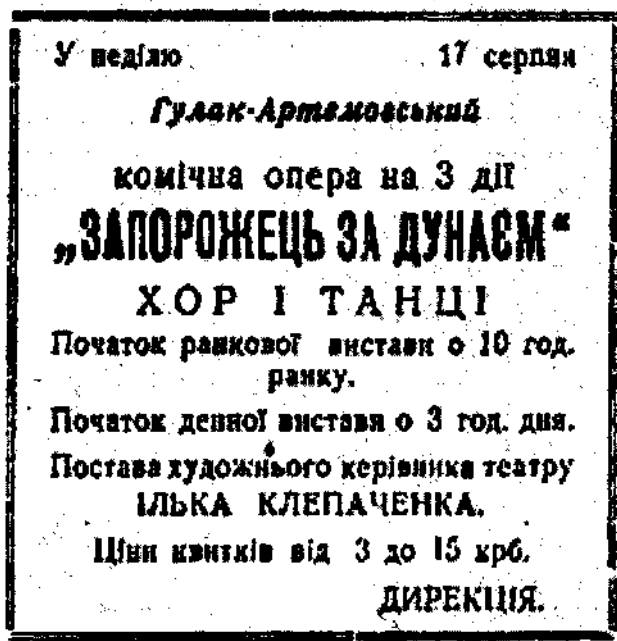 У неділю 17 серпня
Гулак-Артемовський
комічна опера на 3 дії
„ЗАПОРОЖЕЦЬ ЗА ДУНАЄМ“
ХОР І ТАНЦІ
Початок ранкової вистави о 10 год.
ранку.
Початок денної вистави о 3 год. дня.
Постава художнього керівника театру
ІЛЬКА КЛЕПАЧЕНКА.
Ціни квитків від 3 до 15 крб.
ДИРЕКЦІЯ.